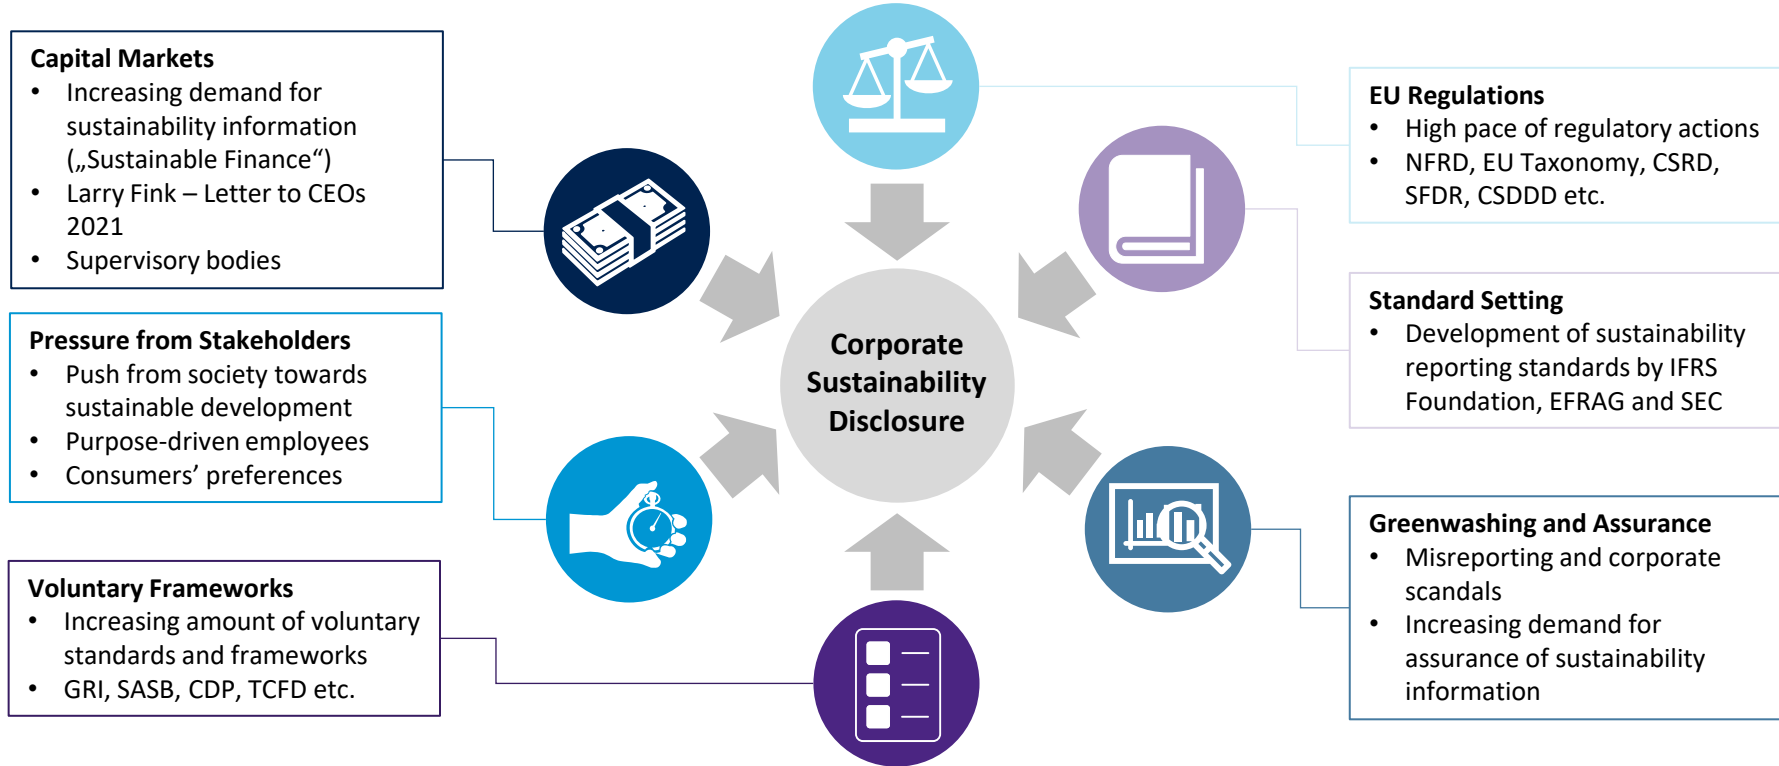 Capital Markets
• Increasing demand for
sustainability information
(„Sustainable Finance“)
• Larry Fink – Letter to CEOs
2021
• Supervisory bodies
Pressure from Stakeholders
• Push from society towards
sustainable development
• Purpose-driven employees
• Consumers’ preferences
Voluntary Frameworks
• Increasing amount of voluntary
standards and frameworks
• GRI, SASB, CDP, TCFD etc.
Corporate
Sustainability
Disclosure
EU Regulations
• High pace of regulatory actions
• NFRD, EU Taxonomy, CSRD,
SFDR, CSDDD etc.
Standard Setting
• Development of sustainability
reporting standards by IFRS
Foundation, EFRAG and SEC
Greenwashing and Assurance
• Misreporting and corporate
scandals
• Increasing demand for
assurance of sustainability
information